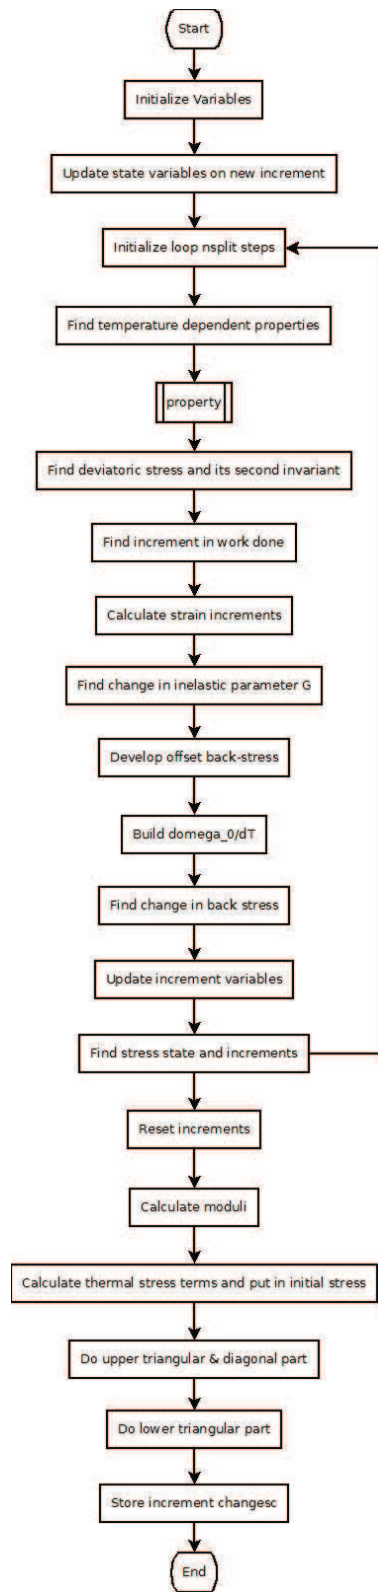 Start
Initialize Variables
Update state variables on new increment
Initialize loop nsplit steps
Find temperature dependent properties
property
Find deviatoric stress and its second invariant
Find increment in work done
Calculate strain increments
Find change in inelastic parameter G
Develop offset back-stress
Build domega_0/dT
Find change in back stress
Update increment variables
Find stress state and increments
Reset increments
Calculate moduli
Calculate thermal stress terms and put in initial stress
Do upper triangular & diagonal part
Do lower triangular part
Store increment changesc
End